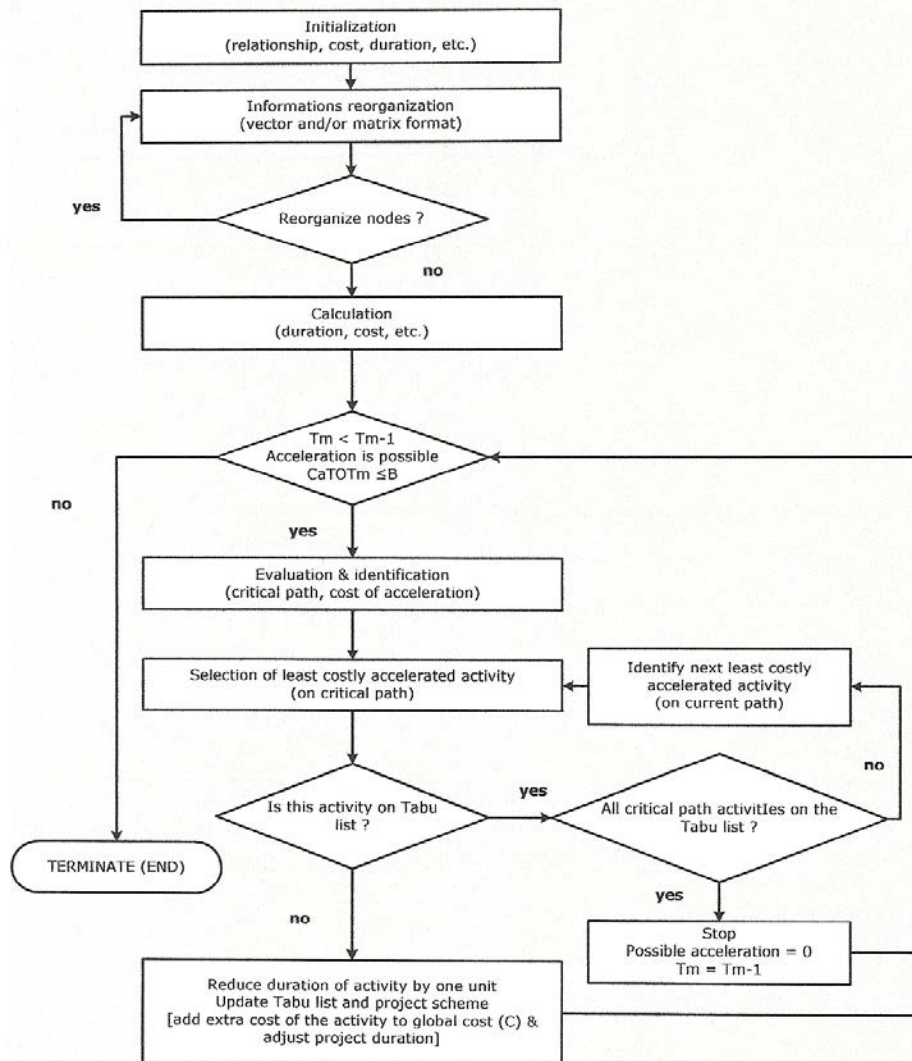 Initialization
(relationship, cost, duration, etc.)
Informations reorganization
(vector and/or matrix format)
yes
Reorganize nodes ?
no
Calculation
(duration, cost, etc.)
Tm < Tm-1
Acceleration is possible
CaTOTm ≤B
no
yes
Evaluation & identification
(critical path, cost of acceleration)
Selection of least costly accelerated activity
(on critical path)
Identify next least costly
accelerated activity
(on current path)
no
Is this activity on Tabu
list ?
yes
All critical path activities on the
Tabu list ?
TERMINATE (END)
no
yes
Stop
Possible acceleration = 0
Tm = Tm-1
Reduce duration of activity by one unit
Update Tabu list and project scheme
[add extra cost of the activity to global cost (C) &
adjust project duration]